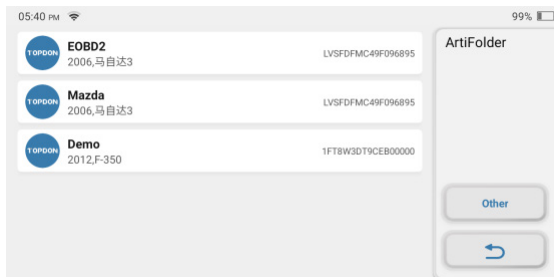 05:40 PM
99%
TOPDON
EOBD2
2006,马自达3
LVSFDFMC49F096895
TOPDON
Mazda
2006,马自达3
LVSFDFMC49F096895
TOPDON
Demo
2012,F-350
1FT8W3DT9CEB00000
ArtiFolder
Other